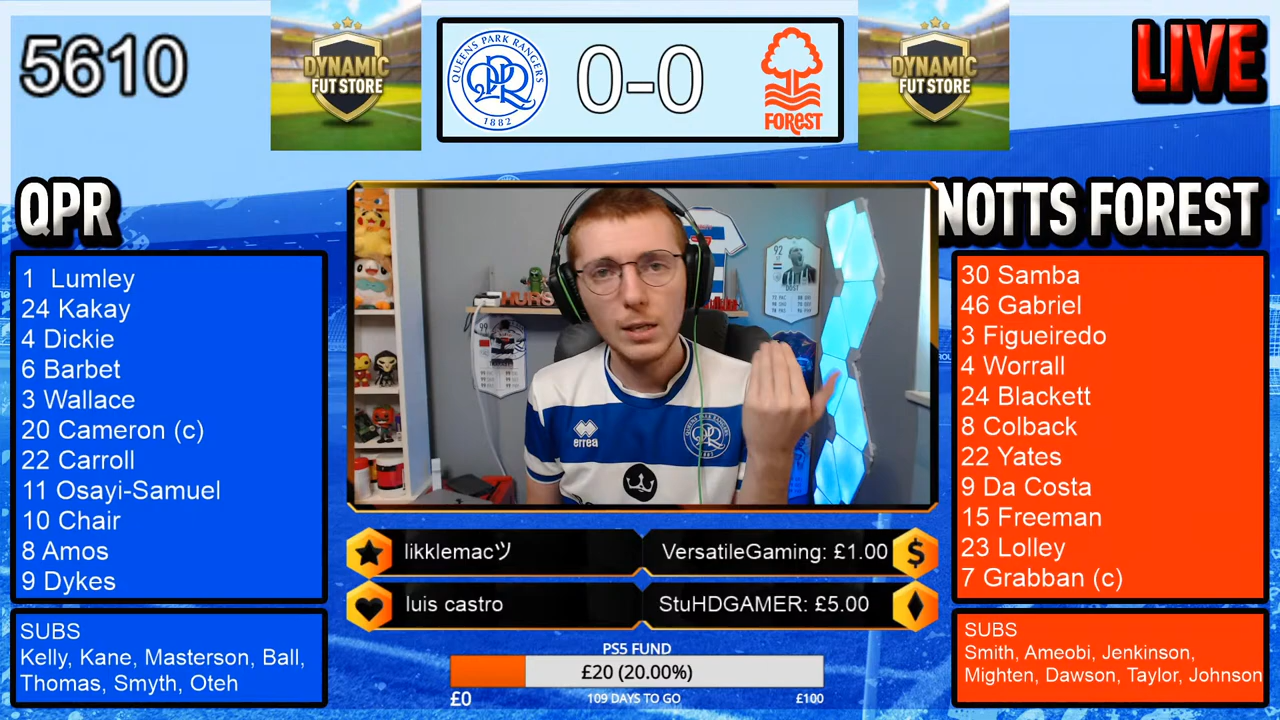 5610
DYNAMIC
FUT STORE
QUEENS PARK RANGERS
QPR
1882
0-0
FOREST
DYNAMIC
FUT STORE
LIVE
QPR
NOTTS FOREST
1 Lumley
24 Kakay
4 Dickie
6 Barbet
3 Wallace
20 Cameron (c)
22 Carroll
11 Osayi-Samuel
10 Chair
8 Amos
9 Dykes
SUBS
Kelly, Kane, Masterson, Ball,
Thomas, Smyth, Oteh
92
DOST
99
errea
likklemacツ
VersatileGaming: £1.00
luis castro
StuHDGAMER: £5.00
PS5 FUND
£20 (20.00%)
£0
109 DAYS TO GO
£100
30 Samba
46 Gabriel
3 Figueiredo
4 Worrall
24 Blackett
8 Colback
22 Yates
9 Da Costa
15 Freeman
23 Lolley
7 Grabban (c)
SUBS
Smith, Ameobi, Jenkinson,
Mighten, Dawson, Taylor, Johnson